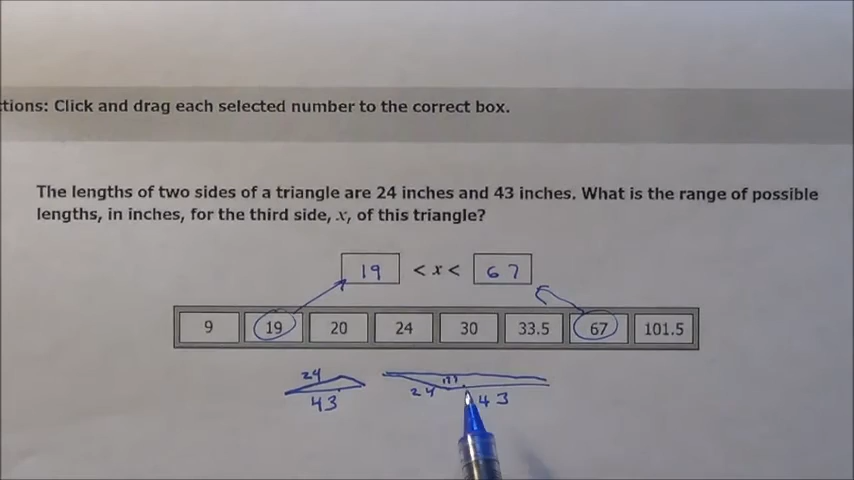 tions: Click and drag each selected number to the correct box.
The lengths of two sides of a triangle are 24 inches and 43 inches. What is the range of possible
lengths, in inches, for the third side, x, of this triangle?
19 < x < 67
9 19 20 24 30 33.5 67 101.5
24
43
24 43